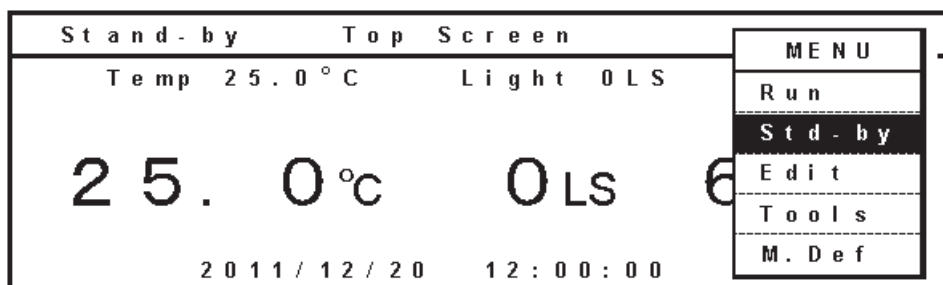 Stand-by Top Screen
Temp 25.0°C Light 0LS
25.0°C 0LS 6
2011/12/20 12:00:00
MENU
Run
Std-by
Edit
Tools
M.Def